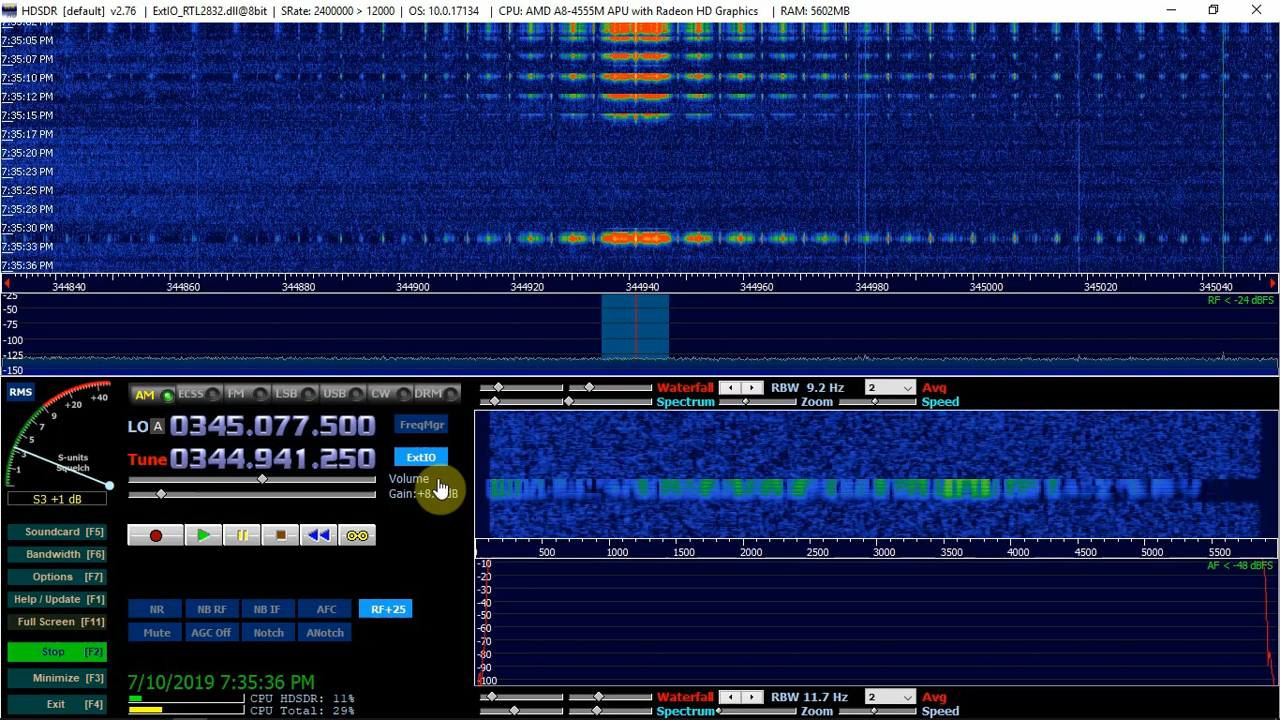 HDSDR [default] v2.76 | ExtIO_RTL2832.dll@8bit | SRate: 2400000 > 12000 | OS: 10.0.17134 | CPU: AMD A8-4555M APU with Radeon HD Graphics | RAM: 5602MB
7:35:05 PM
7:35:07 PM
7:35:10 PM
7:35:12 PM
7:35:15 PM
7:35:17 PM
7:35:20 PM
7:35:23 PM
7:35:25 PM
7:35:28 PM
7:35:30 PM
7:35:33 PM
7:35:36 PM
344840 344860 344880 344900 344920 344940 344960 344980 345000 345020 345040
-25
RF < -24 dBFS
-50
-75
-100
-125
-150
RMS
+20 +40
9
7
5
3
1
S-units
Squelch
S3 +1 dB
AM ECSS FM LSB USB CW DRM
LO A 0345.077.500 FreqMgr
Tune 0344.941.250 ExtIO
Volume
Gain: +8.
Waterfall RBW 9.2 Hz 2 Avg
Spectrum Zoom Speed
Soundcard [F5]
Bandwidth [F6]
Options [F7]
Help / Update [F1]
Full Screen [F11]
Stop [F2]
Minimize [F3]
Exit [F4]
NR NB RF NB IF AFC RF+25
Mute AGC Off Notch ANotch
7/10/2019 7:35:36 PM
CPU HDSDR: 11%
CPU Total: 29%
500 1000 1500 2000 2500 3000 3500 4000 4500 5000 5500
-10
AF < -48 dBFS
-20
-30
-40
-50
-60
-70
-80
-90
-100
Waterfall RBW 11.7 Hz 2 Avg
Spectrum Zoom Speed